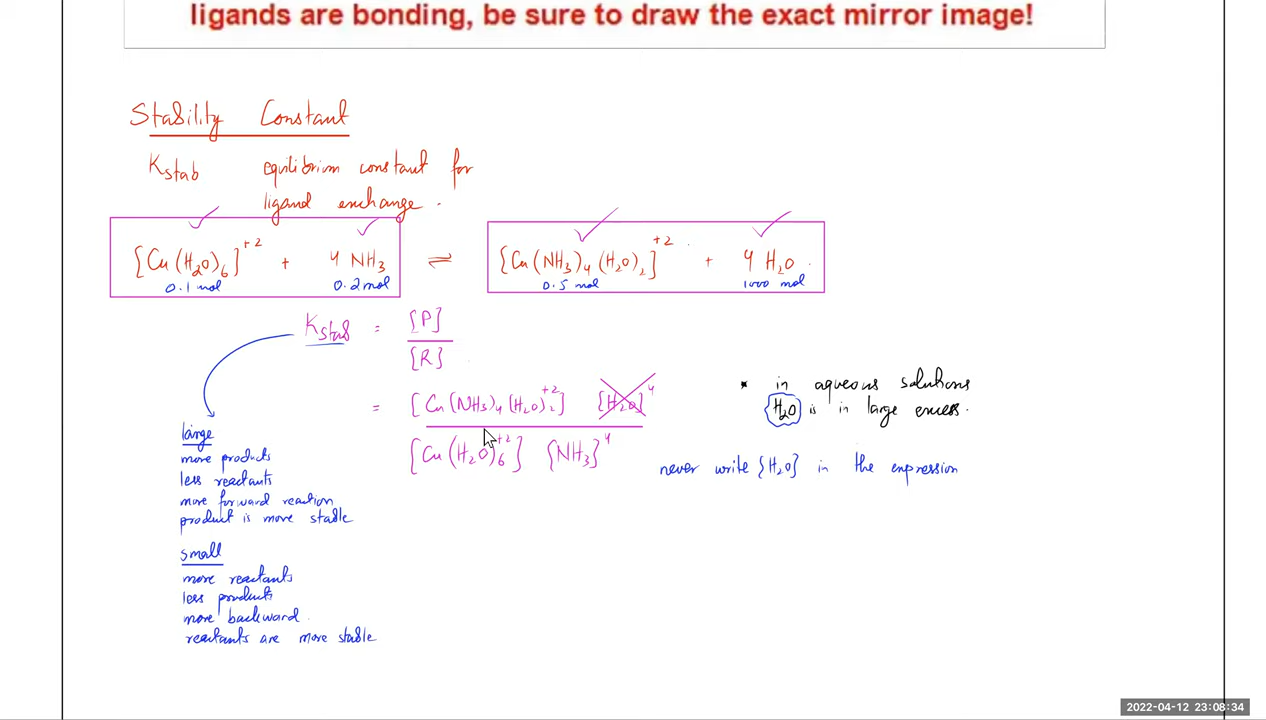 ligands are bonding, be sure to draw the exact mirror image!
Stability Constant
Kstab equilibrium constant for
ligand exchange.
[Cu(H2O)6]+2 + 4 NH3 ⇌ [Cu(NH3)4(H2O)2]+2 + 4 H2O
0.1 mol 0.2 mol 0.5 mol 1000 mol
Kstab = [P]
[R]
= [Cu(NH3)4(H2O)2+2] [H2O]4
[Cu(H2O)6+2] [NH3]4
* in aqueous solutions
H2O is in large excess.
never write [H2O] in the expression
large
more products
less reactants
more forward reaction
product is more stable
small
more reactants
less products
more backward.
reactants are more stable
2022-04-12 23:08:34